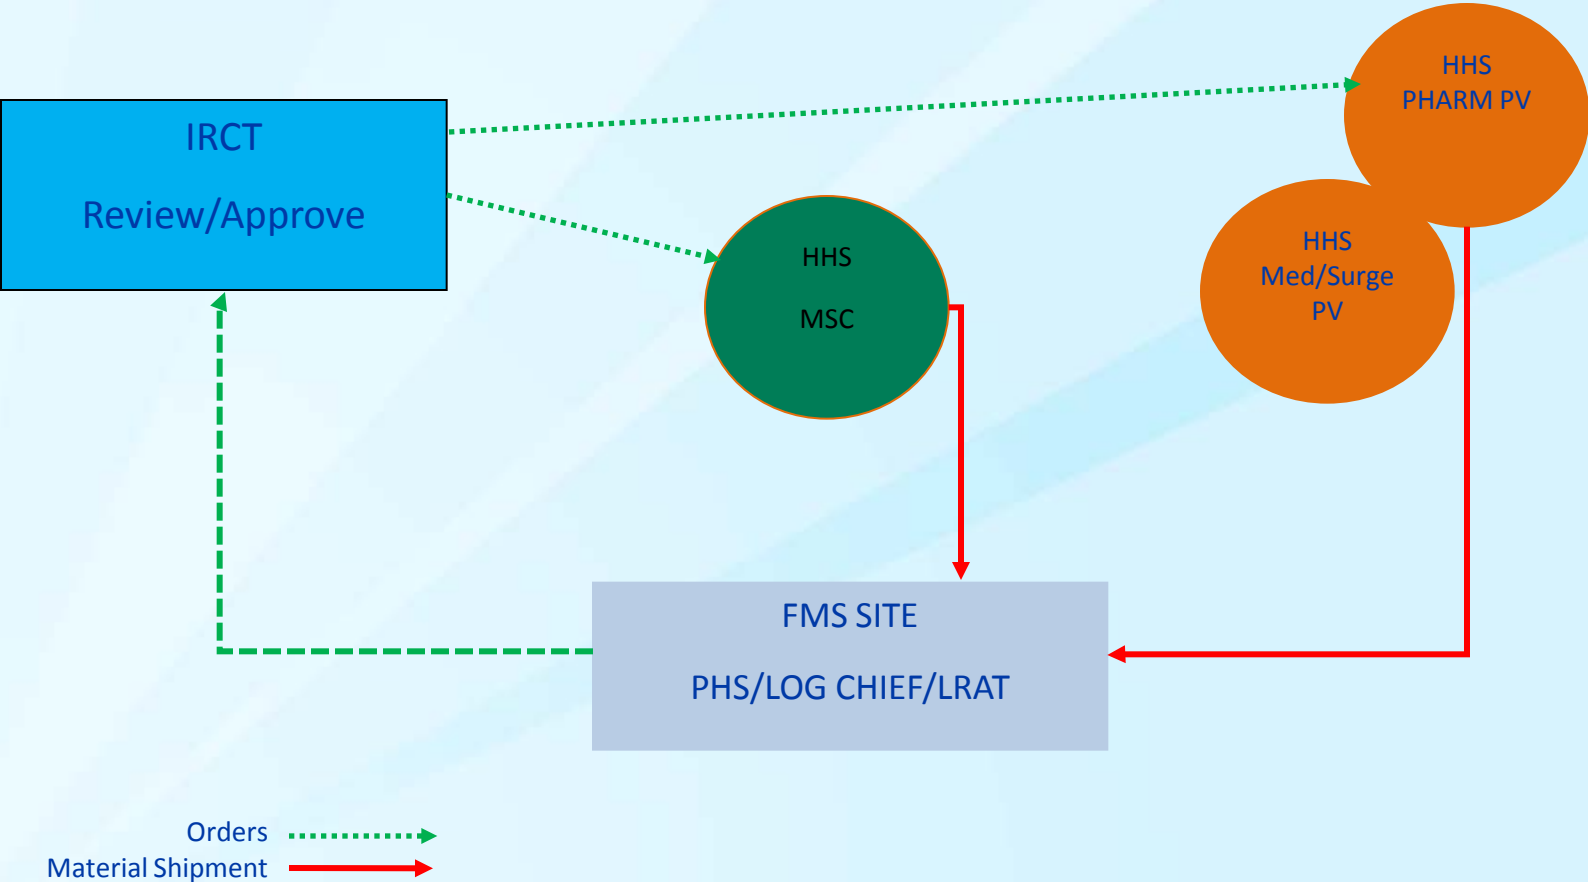 IRCT
Review/Approve
HHS
PHARM PV
HHS
MSC
HHS
Med/Surge
PV
FMS SITE
PHS/LOG CHIEF/LRAT
Orders
Material Shipment